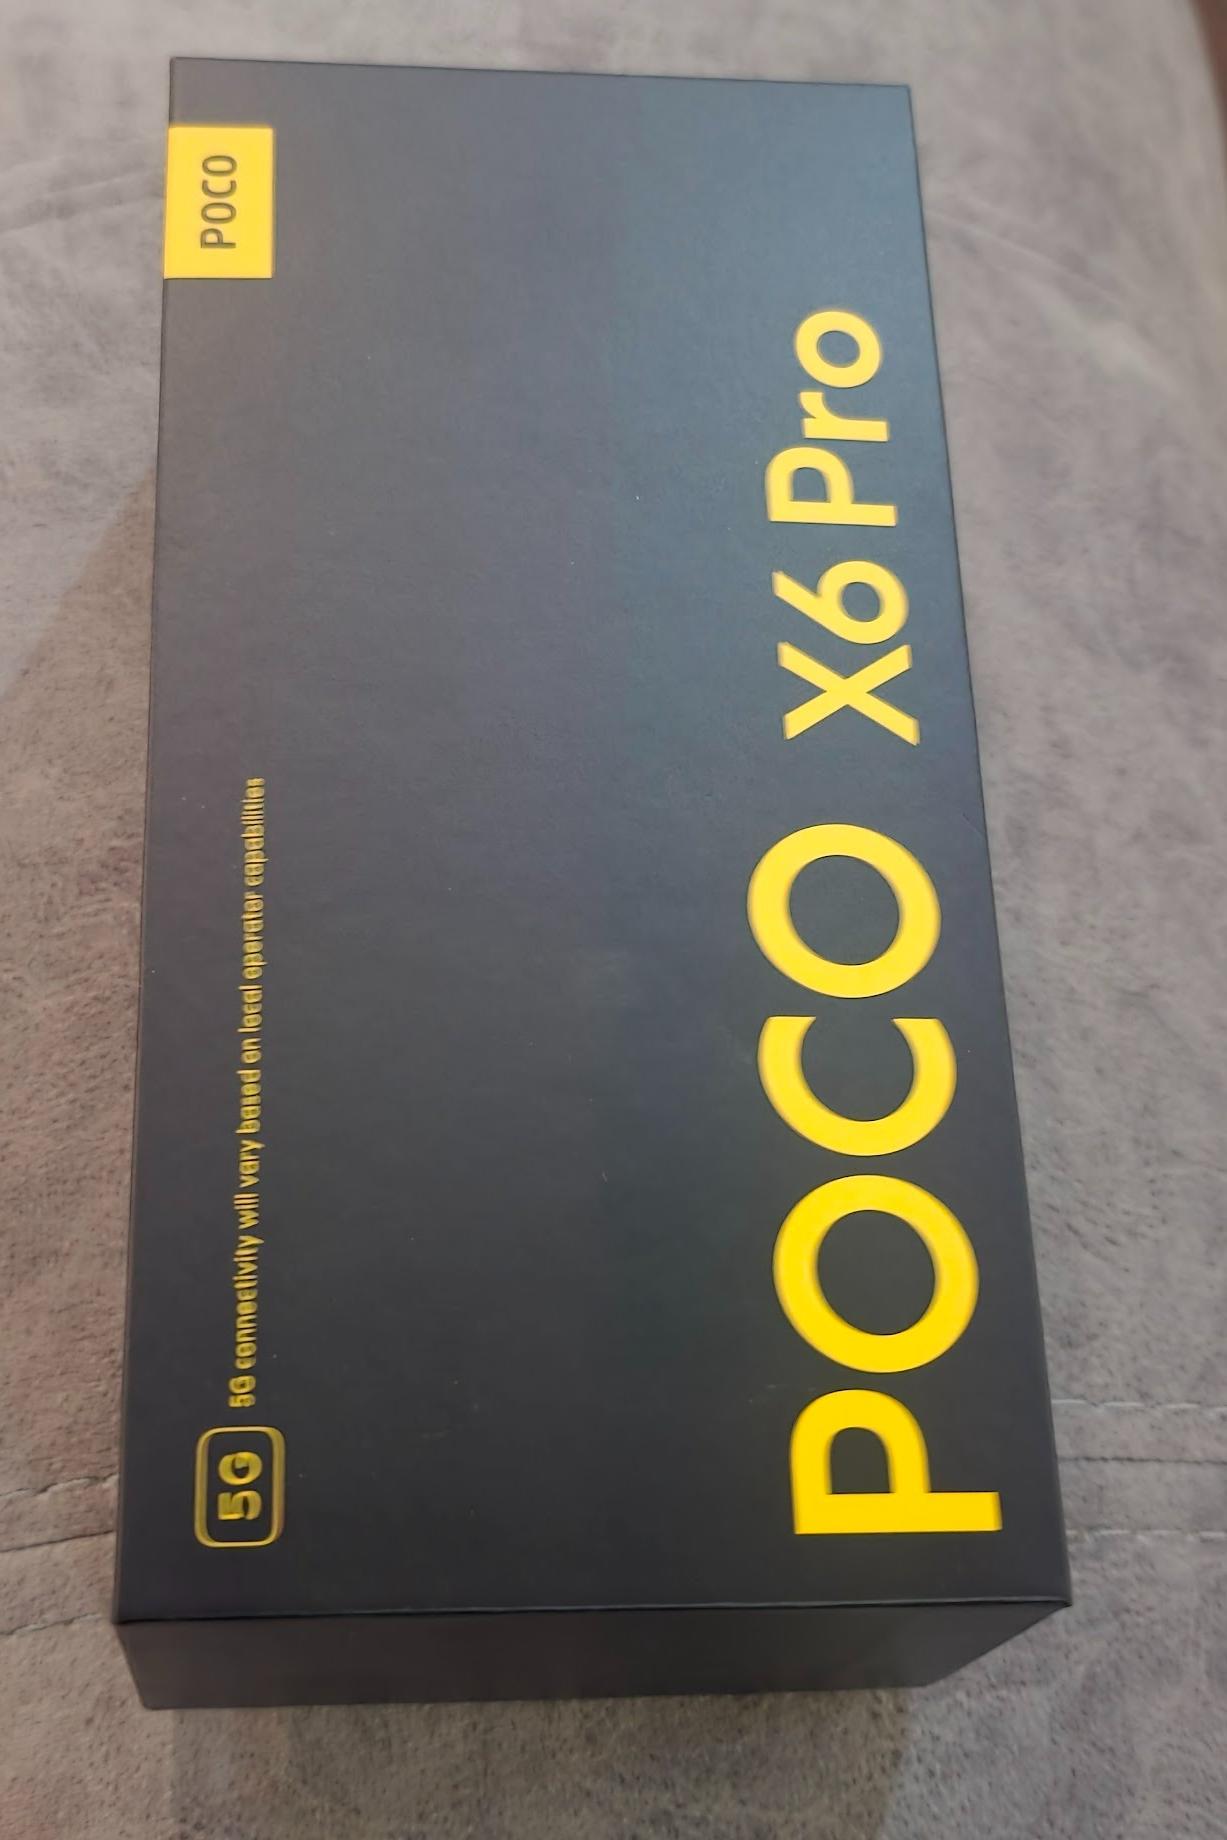 POCO
5G 5G connectivity will vary based on local operator capabilities
POCO X6 Pro